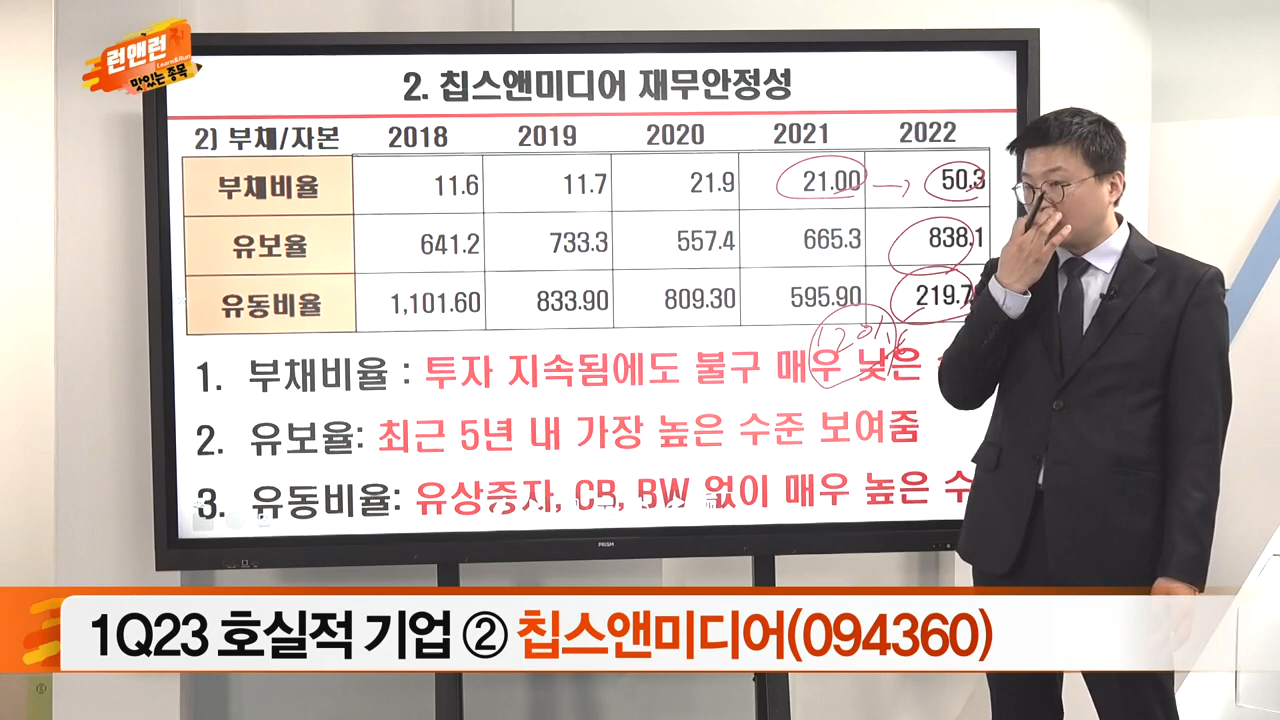 런앤런
Learn&Run
맛있는 종목
2. 칩스앤미디어 재무안정성
2) 부채/자본 2018 2019 2020 2021 2022
부채비율 11.6 11.7 21.9 21.00 → 50.3
유보율 641.2 733.3 557.4 665.3 838.1
유동비율 1,101.60 833.90 809.30 595.90 219.7
1. 부채비율 : 투자 지속됨에도 불구 매우 낮은
2. 유보율: 최근 5년 내 가장 높은 수준 보여줌
3. 유동비율: 유상증자, CB, BW 없이 매우 높은 수
PRISM
1Q23 호실적 기업 ② 칩스앤미디어(094360)